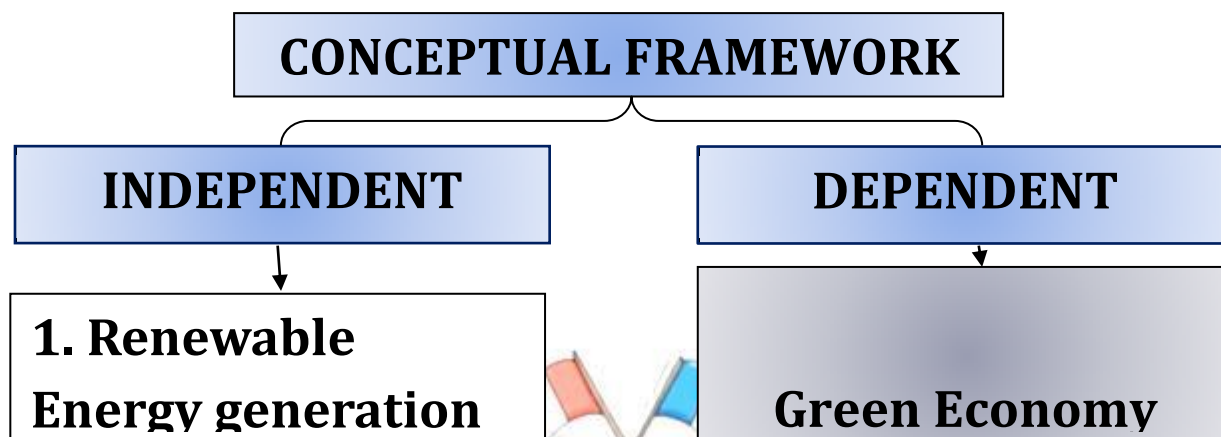 CONCEPTUAL FRAMEWORK
INDEPENDENT
DEPENDENT
1. Renewable
Energy generation
Green Economy